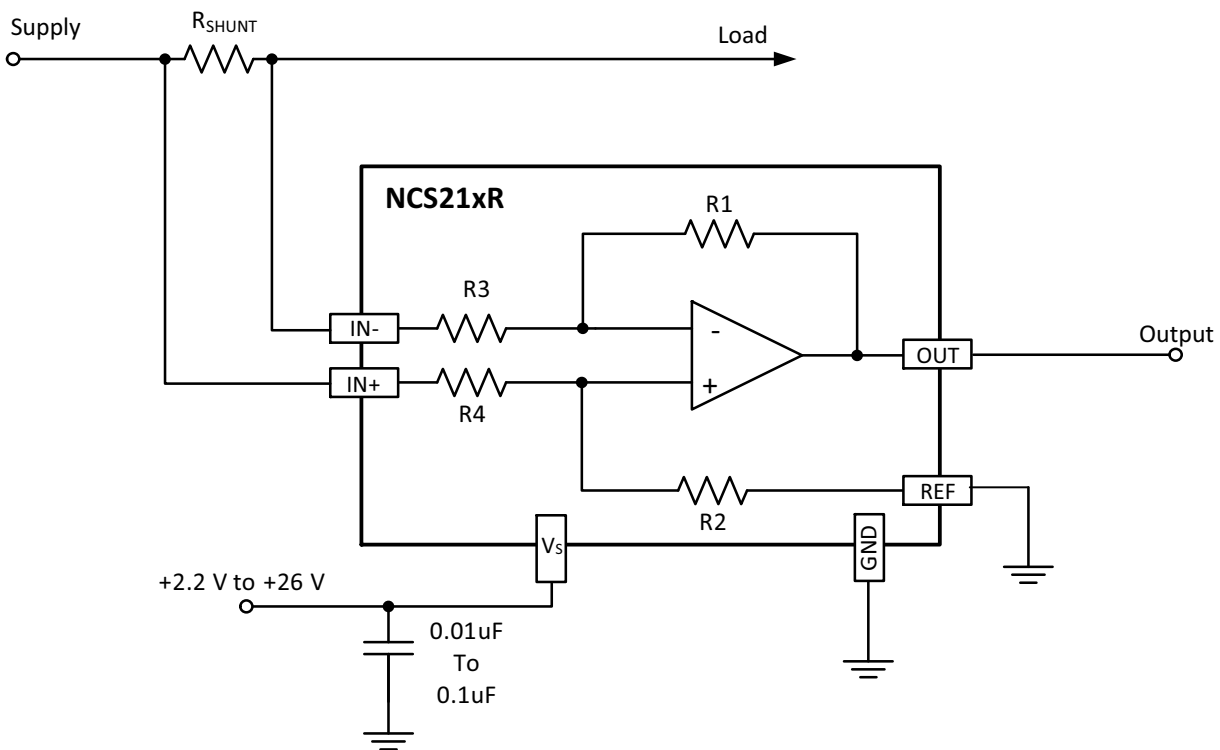 Supply
RSHUNT
Load
NCS21xR
R1
R3
IN-
-
OUT
Output
IN+
+
R4
REF
R2
VS
GND
+2.2 V to +26 V
0.01uF
To
0.1uF